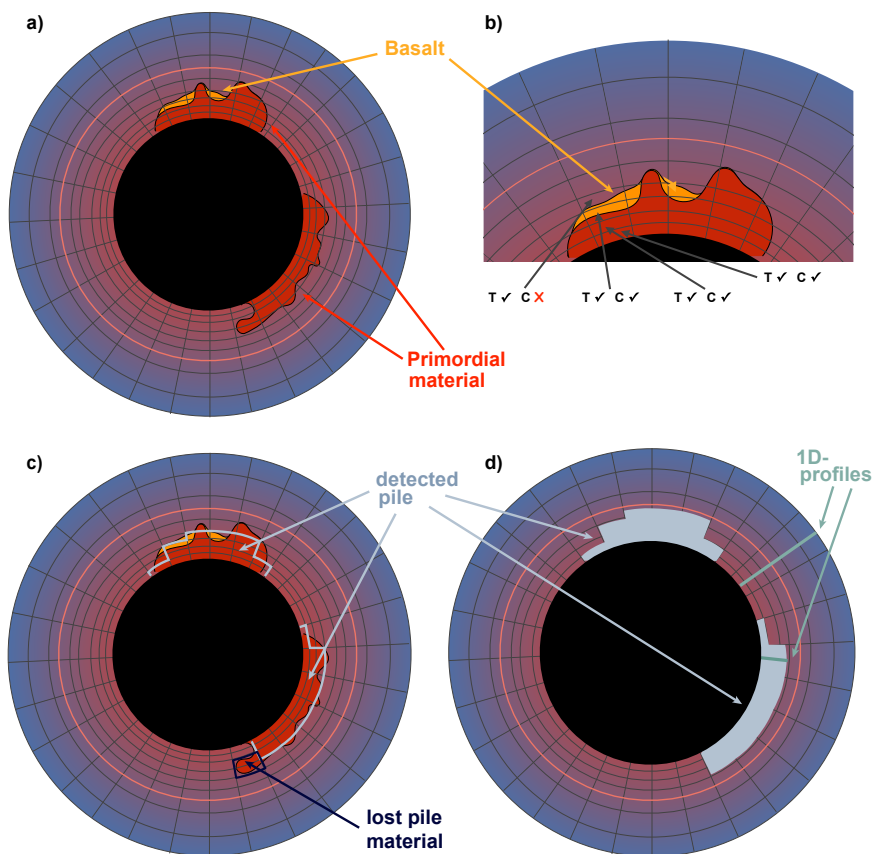 a)
b)
Basalt
T ✓ C ✓
T ✓ C X
T ✓ C ✓
T ✓ C ✓
Primordial
material
c)
d)
1D-
profiles
detected
pile
lost pile
material